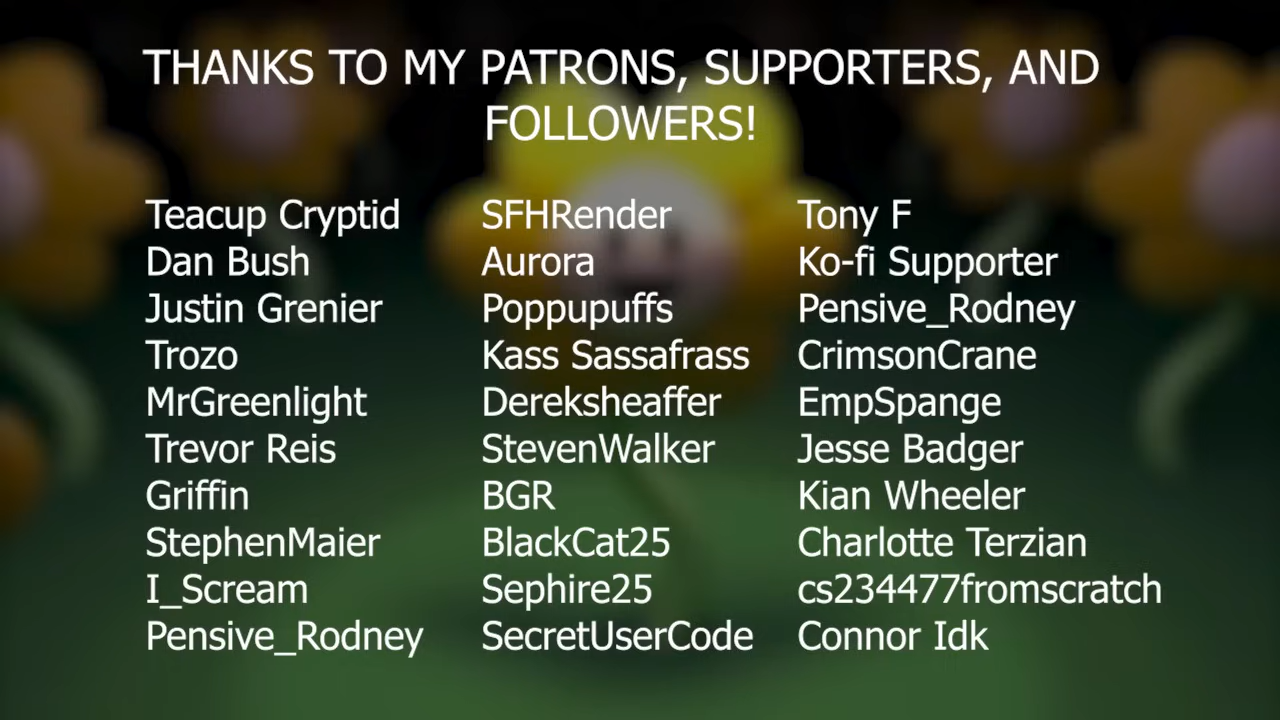 THANKS TO MY PATRONS, SUPPORTERS, AND
FOLLOWERS!
Teacup Cryptid
Dan Bush
Justin Grenier
Trozo
MrGreenlight
Trevor Reis
Griffin
StephenMaier
I_Scream
Pensive_Rodney
SFHRender
Aurora
Poppupuffs
Kass Sassafrass
Dereksheaffer
StevenWalker
BGR
BlackCat25
Sephire25
SecretUserCode
Tony F
Ko-fi Supporter
Pensive_Rodney
CrimsonCrane
EmpSpange
Jesse Badger
Kian Wheeler
Charlotte Terzian
cs234477fromscratch
Connor Idk